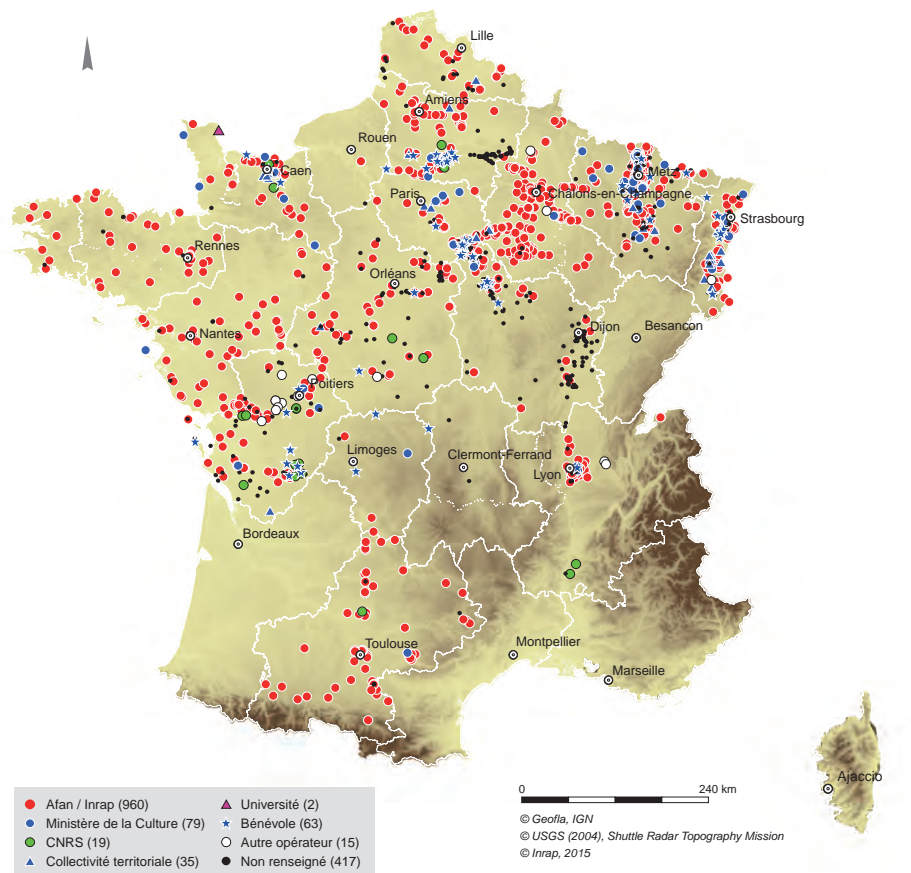 Lille
Amiens
Rouen
Caen
Metz
Paris
Chalons-en-Champagne
Strasbourg
Rennes
Orléans
Nantes
Dijon
Besancon
Poitiers
Limoges
Clermont-Ferrand
Lyon
Bordeaux
Toulouse
Montpellier
Marseille
Ajaccio
Afan / Inrap (960)
Ministère de la Culture (79)
CNRS (19)
Collectivité territoriale (35)
Université (2)
Bénévole (63)
Autre opérateur (15)
Non renseigné (417)
0 240 km
© Geofla, IGN
© USGS (2004), Shuttle Radar Topography Mission
© Inrap, 2015